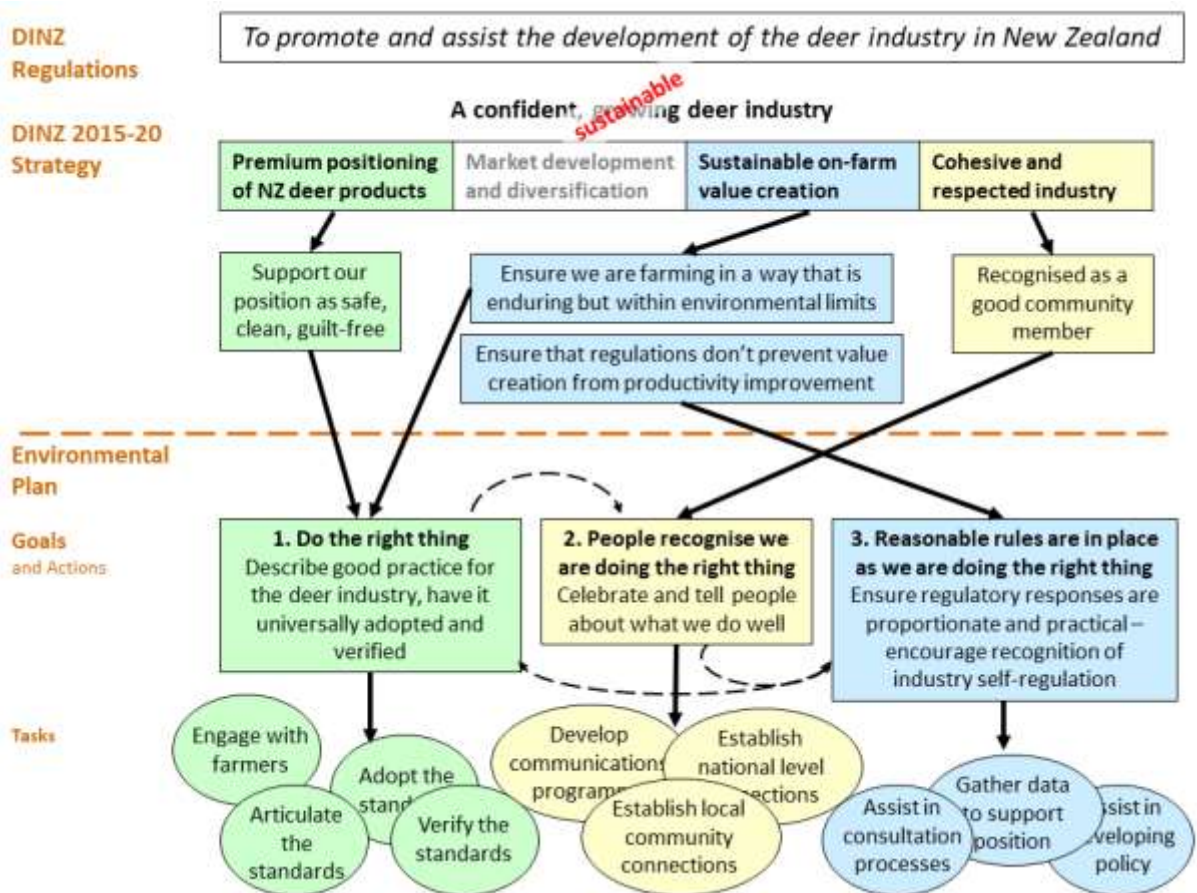 DINZ
Regulations
To promote and assist the development of the deer industry in New Zealand
sustainable
A confident, growing deer industry
DINZ 2015-20
Strategy
Premium positioning
of NZ deer products
Market development
and diversification
Sustainable on-farm
value creation
Cohesive and
respected industry
Support our
position as safe,
clean, guilt-free
Ensure we are farming in a way that is
enduring but within environmental limits
Ensure that regulations don't prevent value
creation from productivity improvement
Recognised as a
good community
member
Environmental
Plan
Goals
and Actions
1. Do the right thing
Describe good practice for
the deer industry, have it
universally adopted and
verified
2. People recognise we
are doing the right thing
Celebrate and tell people
about what we do well
3. Reasonable rules are in place
as we are doing the right thing
Ensure regulatory responses are
proportionate and practical –
encourage recognition of
industry self-regulation
Tasks
Engage with
farmers
Adopt the
standards
Articulate
the
standards
Verify the
standards
Develop
communications
programme
Establish
national level
connections
Establish local
community
connections
Assist in
consultation
processes
Gather data
to support
position
Assist in
developing
policy